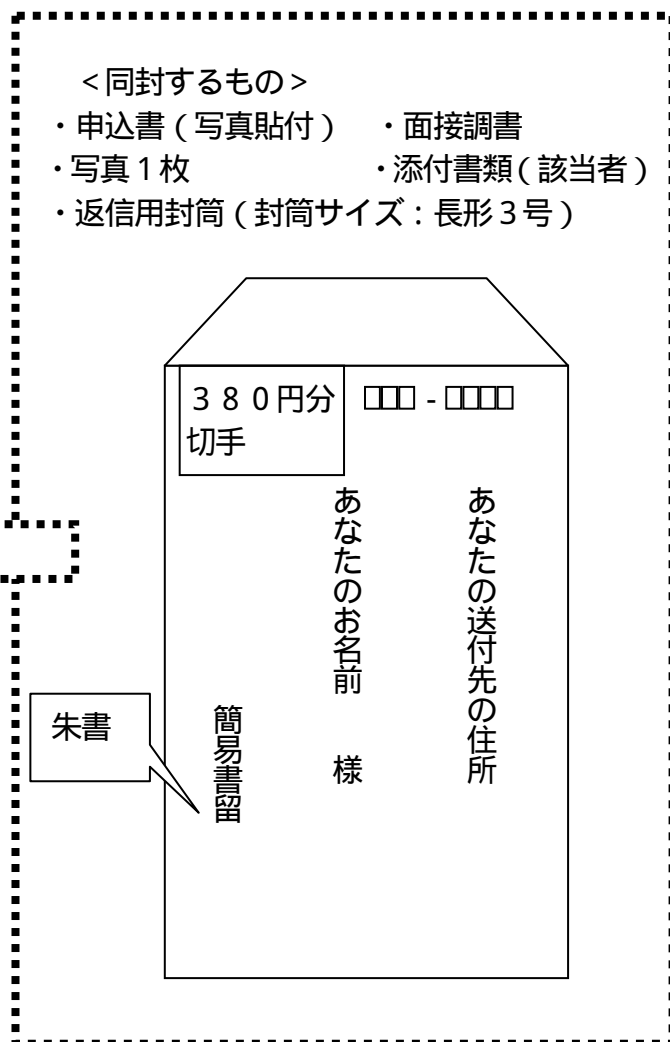 ＜同封するもの＞
・申込書（写真貼付）　・面接調書
・写真１枚　　　　　　・添付書類（該当者）
・返信用封筒（封筒サイズ：長形３号）
３８０円分
切手
□□□-□□□□
あなたの送付先の住所
あなたのお名前　　様
簡易書留
朱書